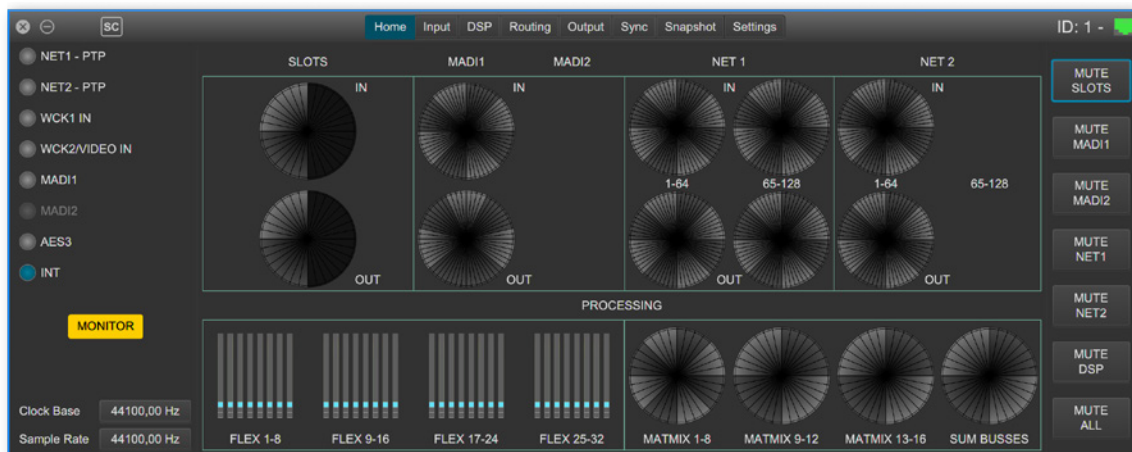 SC
Home Input DSP Routing Output Sync Snapshot Settings
ID: 1 -
NET1 - PTP
NET2 - PTP
WCK1 IN
WCK2/VIDEO IN
MADI1
MADI2
AES3
INT
MONITOR
Clock Base 44100,00 Hz
Sample Rate 44100,00 Hz
SLOTS MADI1 MADI2 NET 1 NET 2
IN IN IN IN
1-64 65-128 1-64 65-128
OUT OUT OUT OUT
PROCESSING
FLEX 1-8 FLEX 9-16 FLEX 17-24 FLEX 25-32 MATMIX 1-8 MATMIX 9-12 MATMIX 13-16 SUM BUSSES
MUTE
SLOTS
MUTE
MADI1
MUTE
MADI2
MUTE
NET1
MUTE
NET2
MUTE
DSP
MUTE
ALL